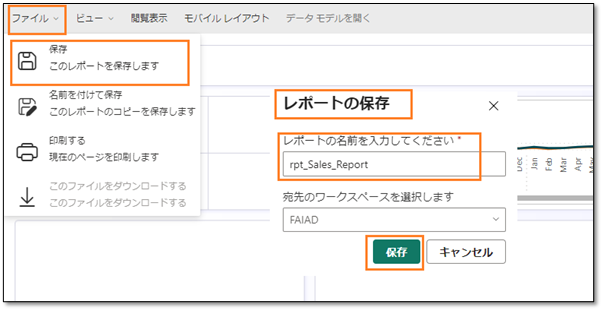 ファイル ビュー 閲覧表示 モバイル レイアウト データ モデルを開く
保存
このレポートを保存します
名前を付けて保存
このレポートのコピーを保存します
印刷する
現在のページを印刷します
このファイルをダウンロードする
このファイルをダウンロードする
レポートの保存
レポートの名前を入力してください *
rpt_Sales_Report
宛先のワークスペースを選択します
FAIAD
保存 キャンセル
Dec Jan Feb Mar Apr May